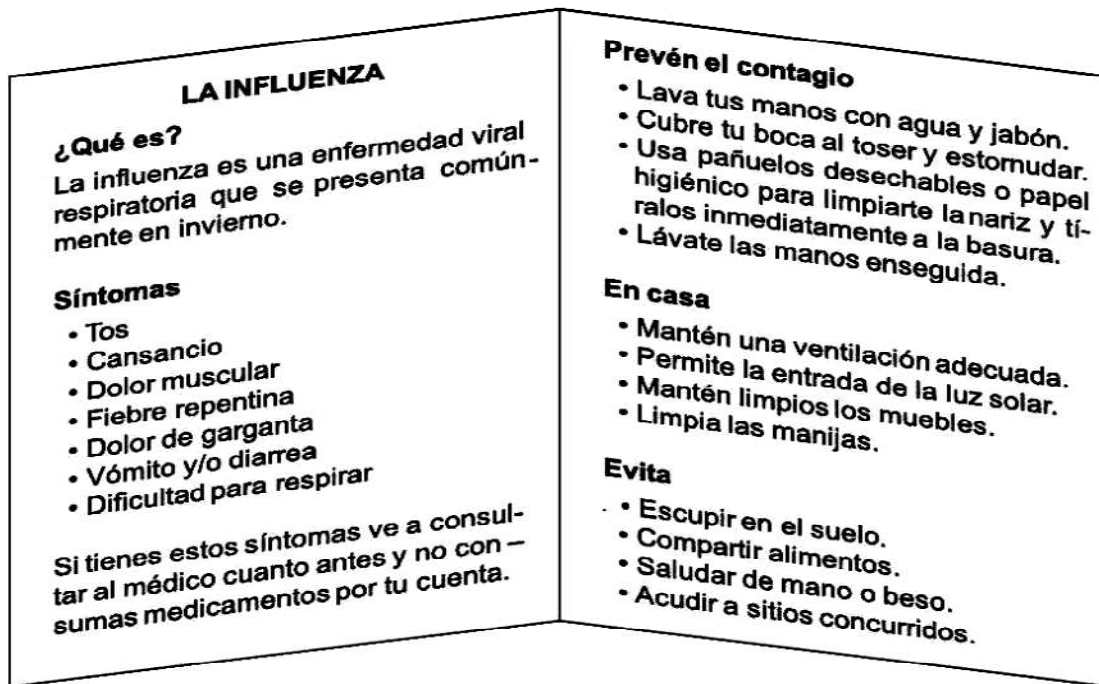 LA INFLUENZA
¿Qué es?
La influenza es una enfermedad viral
respiratoria que se presenta común-
mente en invierno.
Síntomas
• Tos
• Cansancio
• Dolor muscular
• Fiebre repentina
• Dolor de garganta
• Vómito y/o diarrea
• Dificultad para respirar
Si tienes estos síntomas ve a consul-
tar al médico cuanto antes y no con –
sumas medicamentos por tu cuenta.
Prevén el contagio
• Lava tus manos con agua y jabón.
• Cubre tu boca al toser y estornudar.
• Usa pañuelos desechables o papel
higiénico para limpiarte la nariz y tí-
ralos inmediatamente a la basura.
• Lávate las manos enseguida.
En casa
• Mantén una ventilación adecuada.
• Permite la entrada de la luz solar.
• Mantén limpios los muebles.
• Limpia las manijas.
Evita
• Escupir en el suelo.
• Compartir alimentos.
• Saludar de mano o beso.
• Acudir a sitios concurridos.